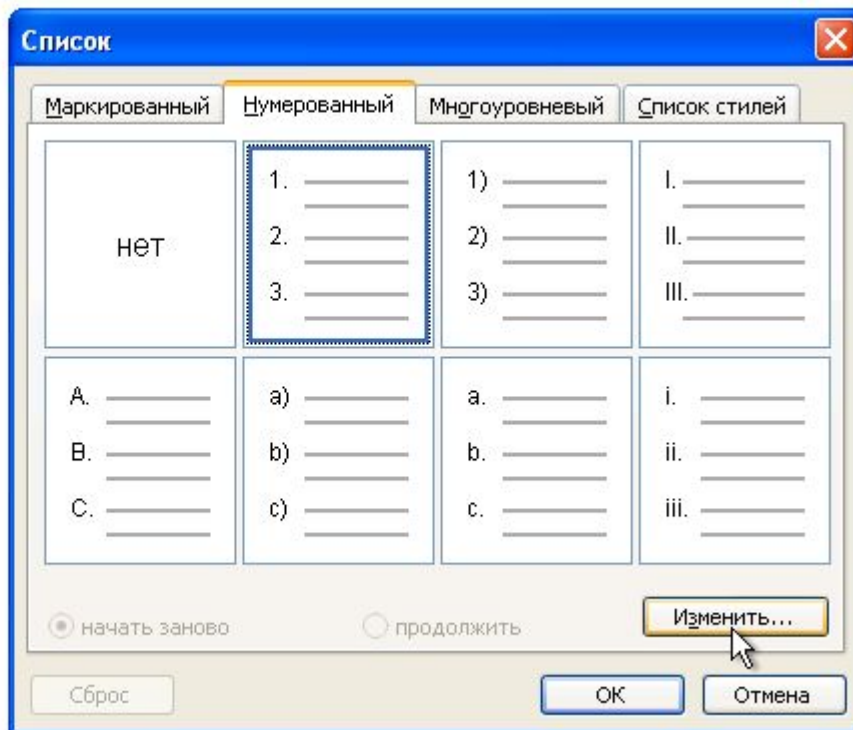 Список
Маркированный Нумерованный Многоуровневый Список стилей
нет
1.
2.
3.
1)
2)
3)
I.
II.
III.
A.
B.
C.
a)
b)
c)
a.
b.
c.
i.
ii.
iii.
начать заново продолжить Изменить...
Сброс ОК Отмена